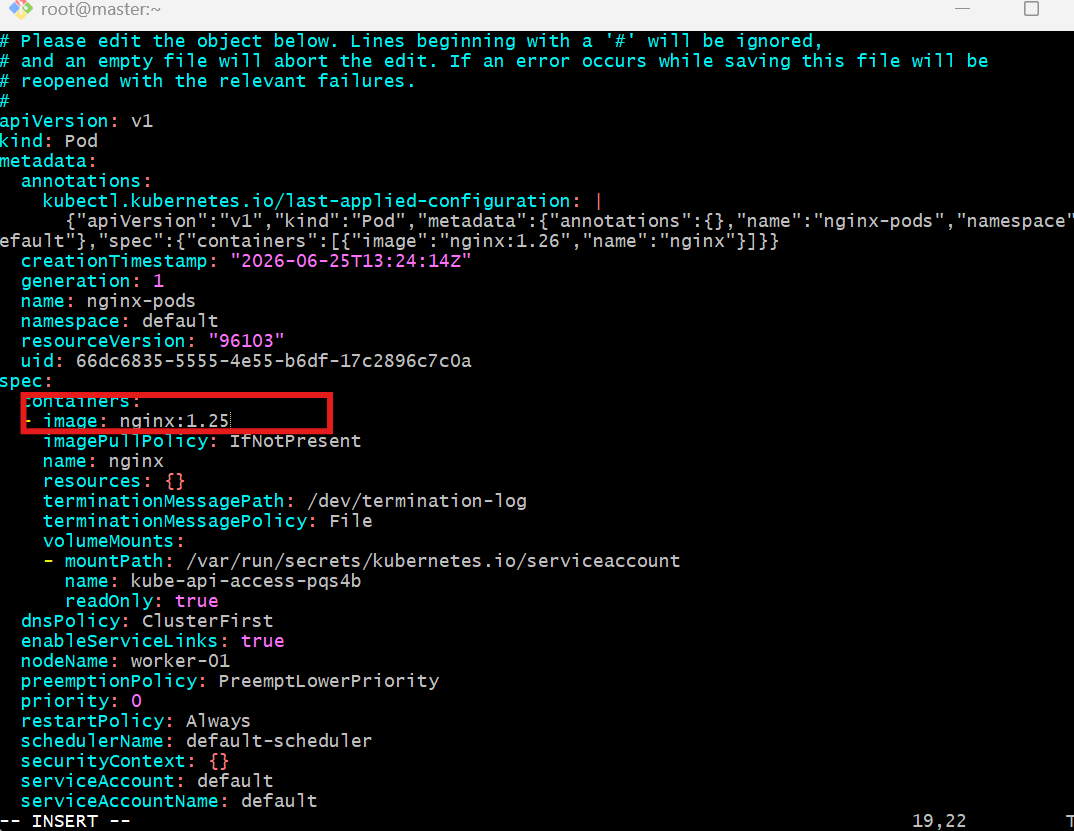 root@master:~
# Please edit the object below. Lines beginning with a '#' will be ignored,
# and an empty file will abort the edit. If an error occurs while saving this file will be
# reopened with the relevant failures.
#
apiVersion: v1
kind: Pod
metadata:
  annotations:
    kubectl.kubernetes.io/last-applied-configuration: |
      {"apiVersion":"v1","kind":"Pod","metadata":{"annotations":{},"name":"nginx-pods","namespace"
efault"},"spec":{"containers":[{"image":"nginx:1.26","name":"nginx"}]}}
  creationTimestamp: "2026-06-25T13:24:14Z"
  generation: 1
  name: nginx-pods
  namespace: default
  resourceVersion: "96103"
  uid: 66dc6835-5555-4e55-b6df-17c2896c7c0a
spec:
  containers:
  - image: nginx:1.25
    imagePullPolicy: IfNotPresent
    name: nginx
    resources: {}
    terminationMessagePath: /dev/termination-log
    terminationMessagePolicy: File
    volumeMounts:
    - mountPath: /var/run/secrets/kubernetes.io/serviceaccount
      name: kube-api-access-pqs4b
      readOnly: true
  dnsPolicy: ClusterFirst
  enableServiceLinks: true
  nodeName: worker-01
  preemptionPolicy: PreemptLowerPriority
  priority: 0
  restartPolicy: Always
  schedulerName: default-scheduler
  securityContext: {}
  serviceAccount: default
  serviceAccountName: default
-- INSERT -- 19,22 T